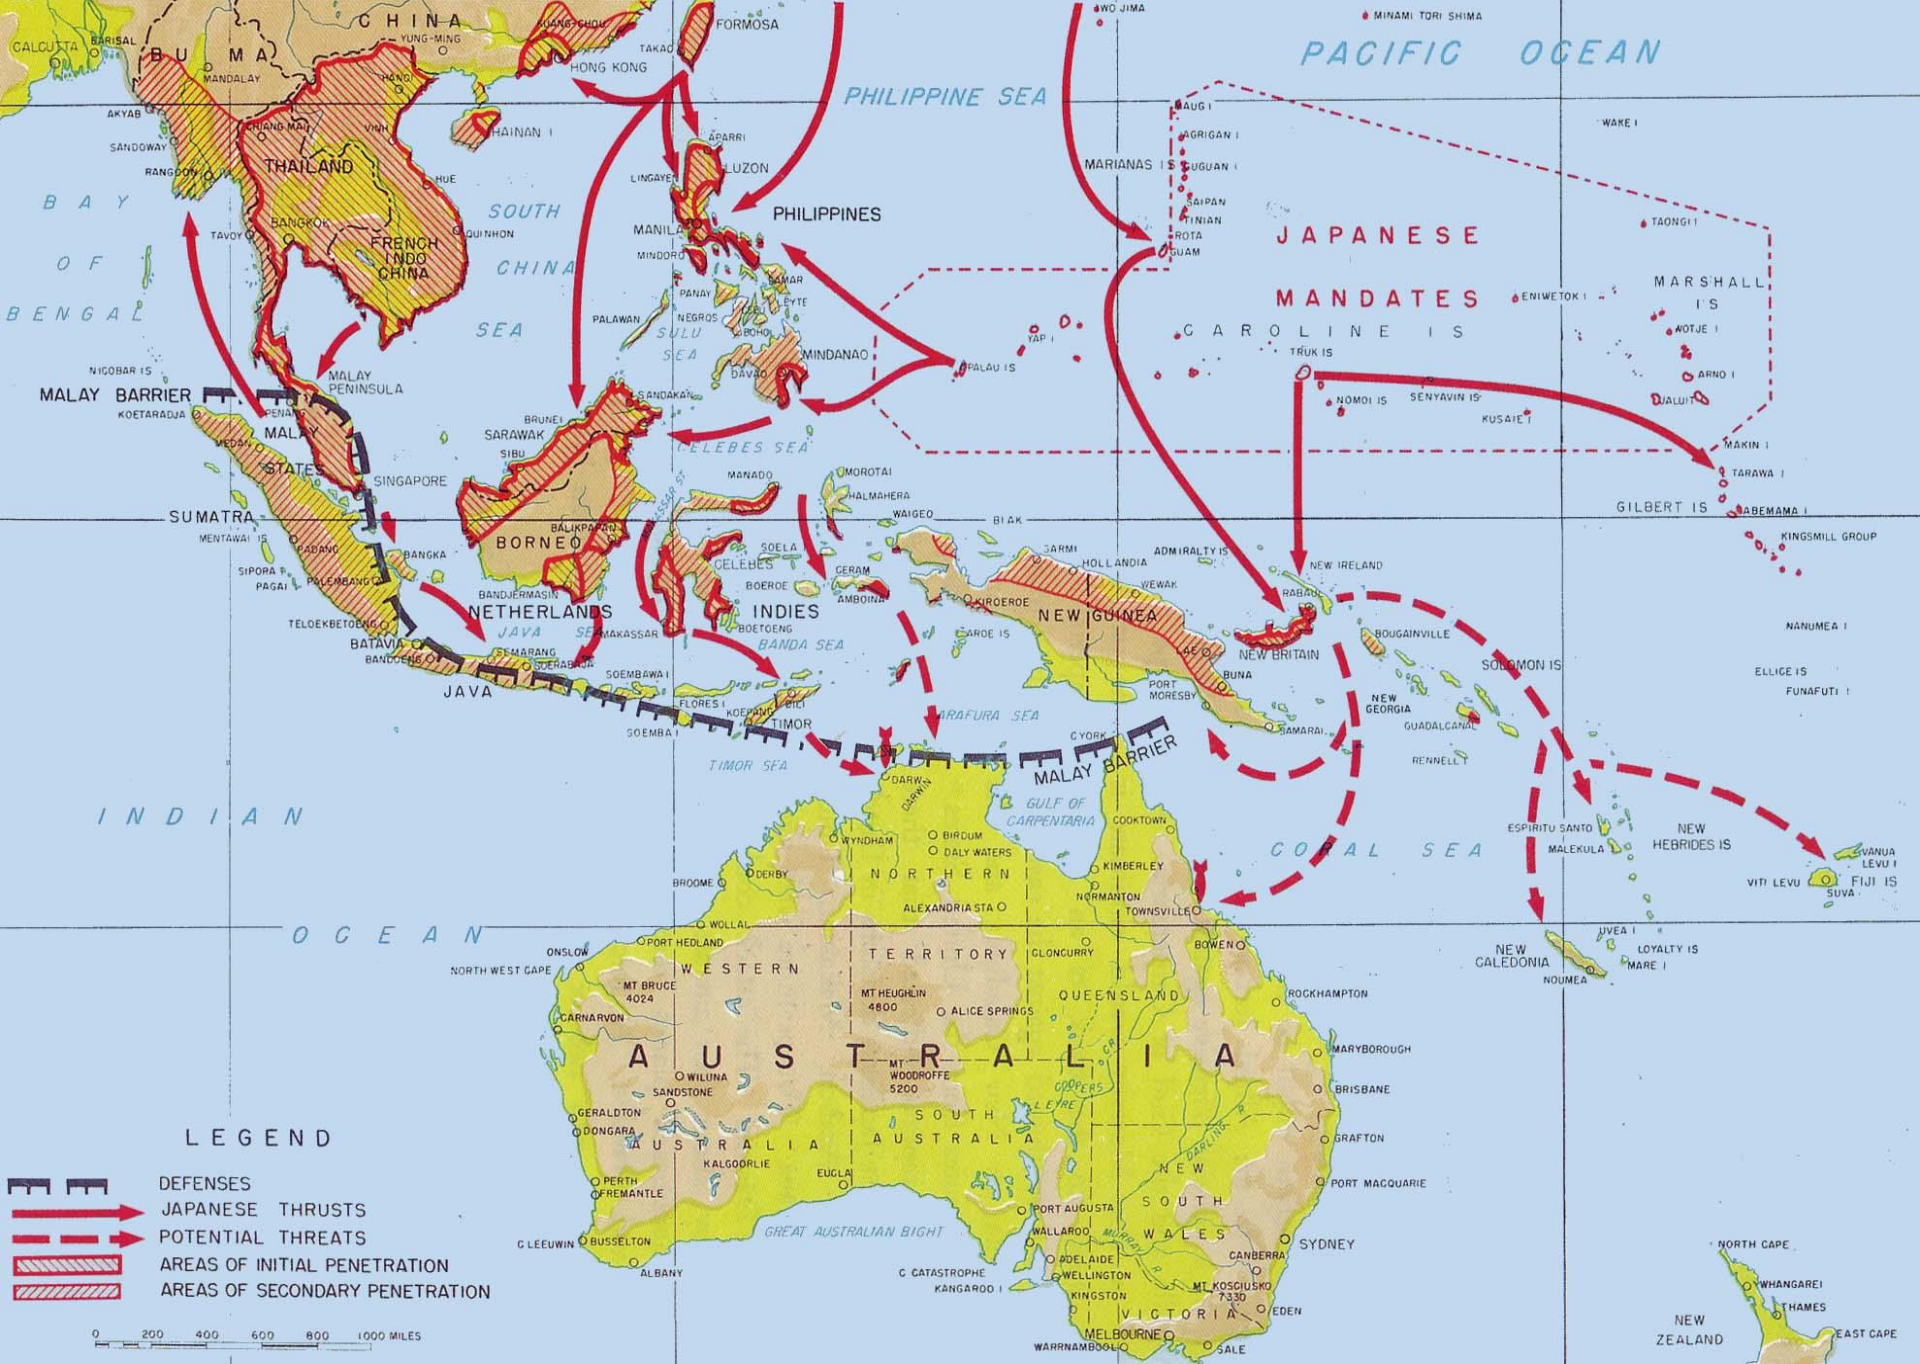 CHINA
FORMOSA
IWO JIMA
MINAMI TORI SHIMA
CALCUTTA
BARISAL
BU MA
YUNG-MING
KUANG-CHOU
TAKAO
PACIFIC OCEAN
MANDALAY
HANOI
HONG KONG
PHILIPPINE SEA
AKYAB
CHIANG MAI
VINH
HAINAN I
APARRI
MAUG I
WAKE I
SANDOWAY
THAILAND
AGRIGAN I
RANGOON
HUE
LINGAYEN
LUZON
MARIANAS IS
GUGUAN I
BAY
OF
BENGAL
SOUTH
CHINA
SEA
MANILA
PHILIPPINES
SAIPAN
TINIAN
ROTA
GUAM
JAPANESE
MANDATES
TAONGI I
TAVOY
BANGKOK
FRENCH
INDO
CHINA
QUINHON
MINDORO
SAMAR
PANAY
LEYTE
CEBU
NEGROS
BOHOL
PALAWAN
SULU
SEA
ENIWETOK I
MARSHALL
IS
WOTJE I
CAROLINE IS
YAP I
TRUK IS
MINDANAO
DAVAO
PALAU IS
NOMOI IS
SENYAVIN IS
KUSAIE I
ARNO I
JALUIT
NICOBAR IS
MALAY BARRIER
MALAY
PENINSULA
KOETARADJA
PENANG
MALAY
STATES
MEDAN
SINGAPORE
SANDAKAN
BRUNEI
SARAWAK
SIBU
CELEBES SEA
MAKIN I
TARAWA I
MANADO
MOROTAI
HALMAHERA
MAKASSAR ST
GILBERT IS
ABEMAMA I
SUMATRA
MENTAWAI IS
PADANG
BALIKPAPAN
BORNEO
WAIGEO
BIAK
KINGSMILL GROUP
SIPORA
PAGAI
PALEMBANG
BANGKA
BANDJERMASIN
SOELA
CELEBES
BOEROE
CERAM
AMBOINA
SARMI
HOLLANDIA
ADMIRALTY IS
NEW IRELAND
WEWAK
RABAUL
TELOEKBETOENG
NETHERLANDS
INDIES
JAVA SEA
MAKASSAR
BOETOENG
BANDA SEA
KIROEROE
NEW GUINEA
AROE IS
NANUMEA I
BATAVIA
BANDOENG
SEMARANG
SOERABAJA
JAVA
SOEMBAWA I
LAE
NEW BRITAIN
BOUGAINVILLE
SOLOMON IS
ELLICE IS
FUNAFUTI I
FLORES I
KOEPANG
DILI
TIMOR
SOEMBA I
ARAFURA SEA
PORT
MORESBY
BUNA
SAMARAI
NEW
GEORGIA
GUADALCANAL
RENNELL I
TIMOR SEA
C YORK
MALAY BARRIER
DARW
DARWIN
GULF OF
CARPENTARIA
COOKTOWN
INDIAN
OCEAN
WYNDHAM
BIRDUM
DALY WATERS
CORAL SEA
ESPIRITU SANTO
MALEKULA
NEW
HEBRIDES IS
VANUA
LEVU I
VITI LEVU
FIJI IS
SUVA
DERBY
BROOME
NORTHERN
TERRITORY
KIMBERLEY
NORMANTON
TOWNSVILLE
ALEXANDRIA STA
WOLLAL
PORT HEDLAND
CLONCURRY
BOWEN
ONSLOW
NORTH WEST CAPE
WESTERN
AUSTRALIA
UVEA I
LOYALTY IS
MARE I
NEW
CALEDONIA
NOUMEA
MT BRUCE
4024
MT HEUGHLIN
4800
ALICE SPRINGS
QUEENSLAND
ROCKHAMPTON
CARNARVON
AUSTRALIA
MARYBOROUGH
WILUNA
SANDSTONE
MT
WOODROFFE
5200
COOPERS
CR
L EYRE
BRISBANE
GERALDTON
DONGARA
SOUTH
AUSTRALIA
DARLING R
GRAFTON
KALGOORLIE
EUCLA
NEW
SOUTH
WALES
PERTH
FREMANTLE
PORT MACQUARIE
PORT AUGUSTA
WALLAROO
MURRAY R
GREAT AUSTRALIAN BIGHT
C LEEUWIN
BUSSELTON
ALBANY
ADELAIDE
WELLINGTON
C CATASTROPHE
KANGAROO I
KINGSTON
CANBERRA
SYDNEY
MT KOSCIUSKO
7330
EDEN
VICTORIA
MELBOURNE
WARRNAMBOOL
SALE
NORTH CAPE
WHANGAREI
THAMES
NEW
ZEALAND
EAST CAPE
LEGEND
DEFENSES
JAPANESE THRUSTS
POTENTIAL THREATS
AREAS OF INITIAL PENETRATION
AREAS OF SECONDARY PENETRATION
0 200 400 600 800 1000 MILES